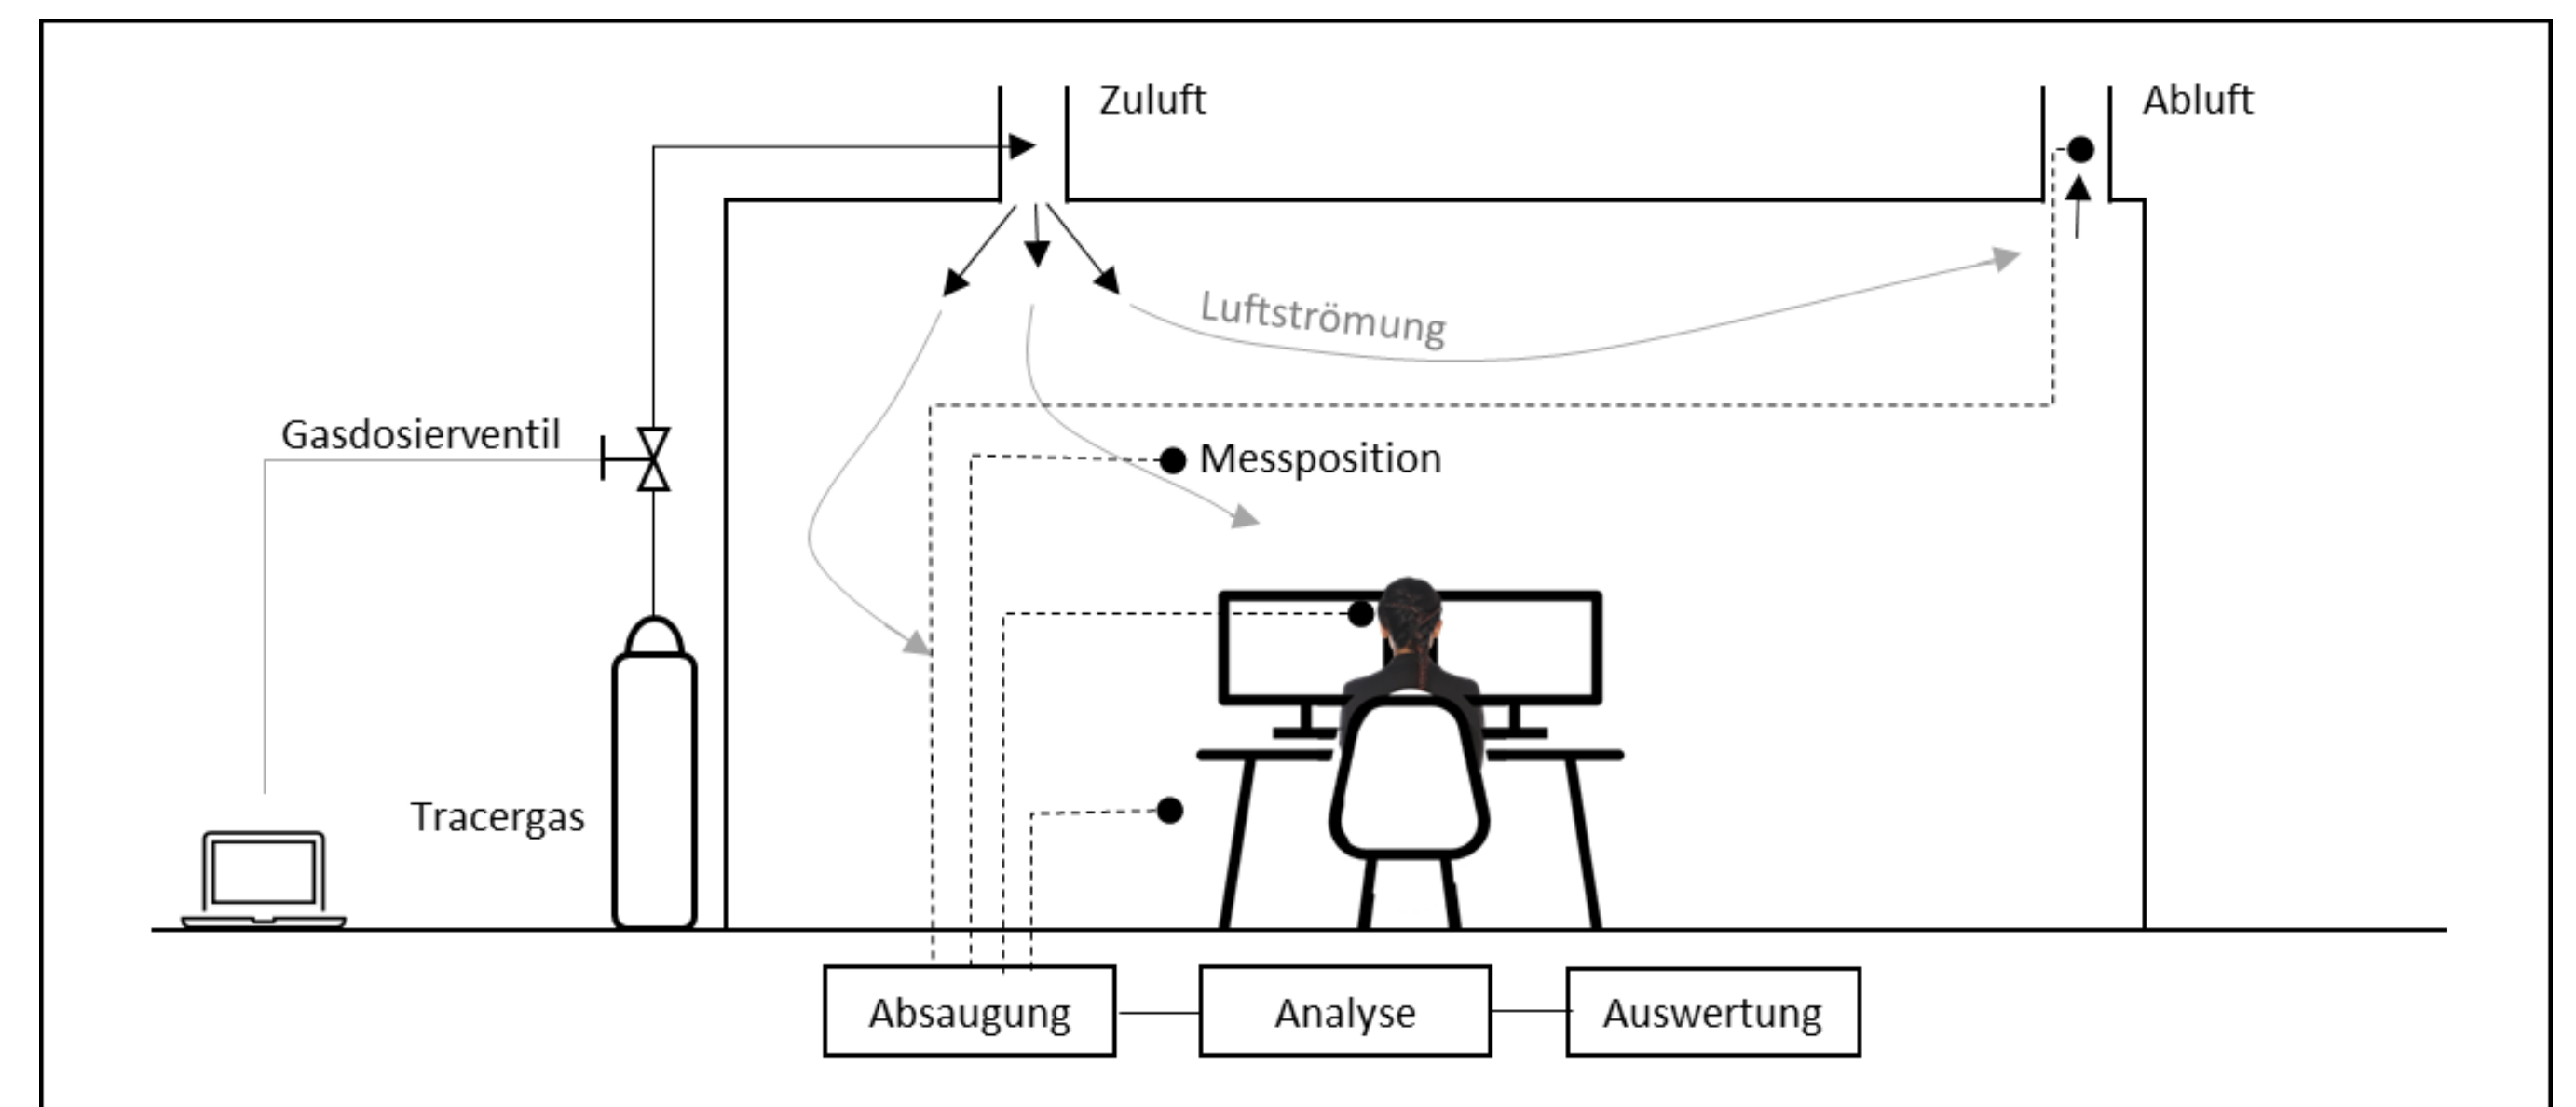 Zuluft
Abluft
Luftströmung
Gasdosierventil
Messposition
Tracergas
Absaugung
Analyse
Auswertung